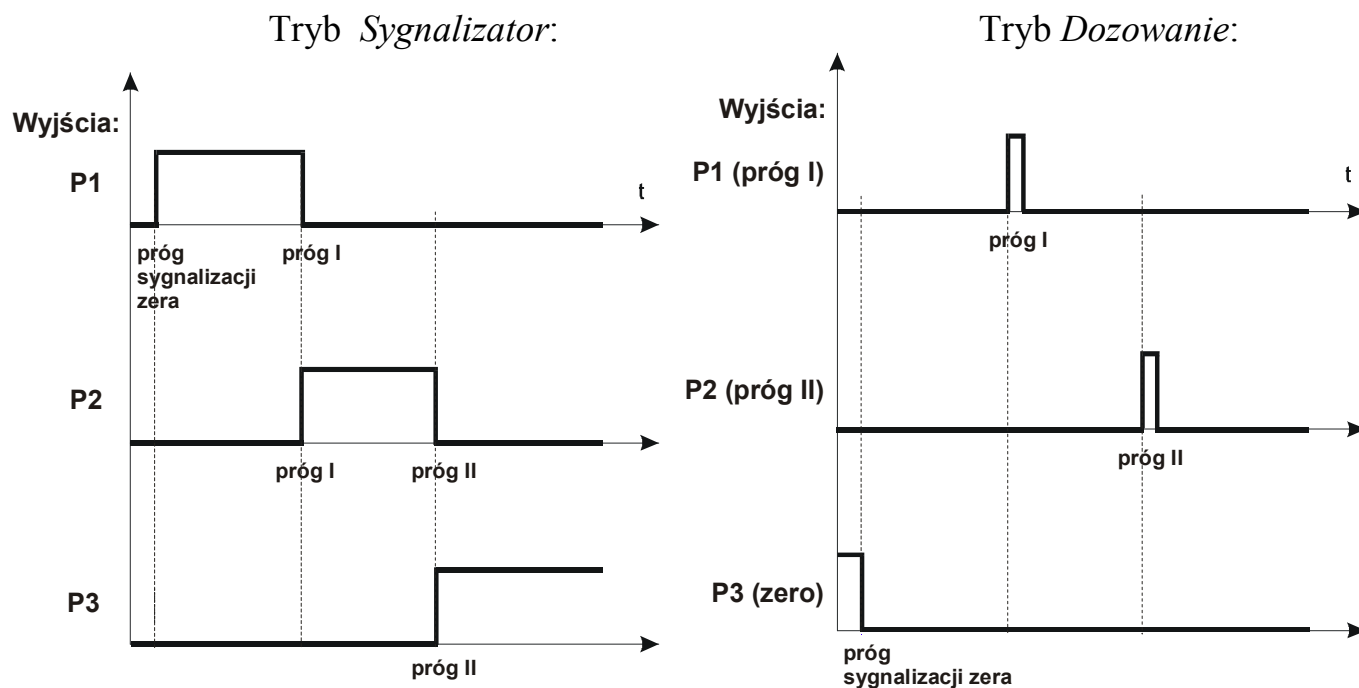 Tryb Sygnalizator:
Wyjścia:
P1
t
próg
sygnalizacji
zera
próg I
P2
próg I
próg II
P3
próg II
Tryb Dozowanie:
Wyjścia:
P1 (próg I)
t
próg I
P2 (próg II)
próg II
P3 (zero)
próg
sygnalizacji zera